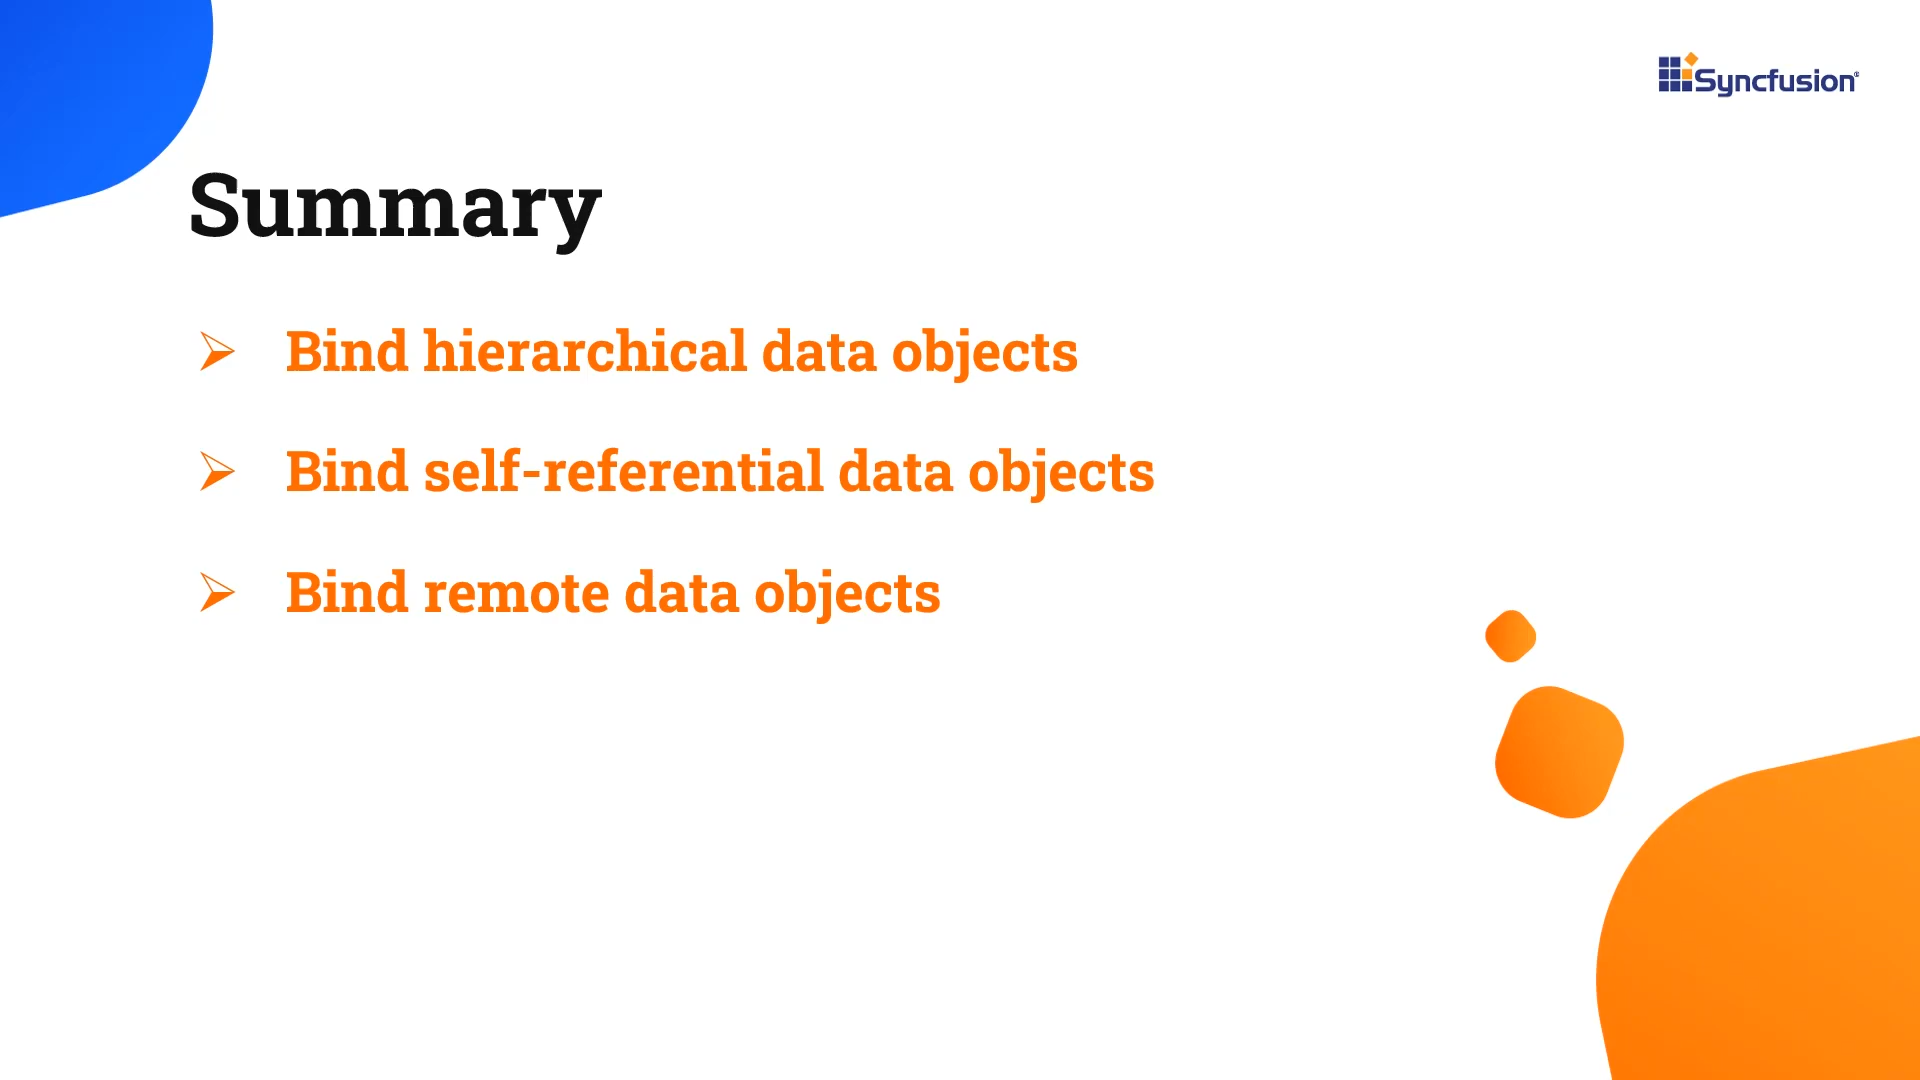 Syncfusion®
Summary
➢ Bind hierarchical data objects
➢ Bind self-referential data objects
➢ Bind remote data objects